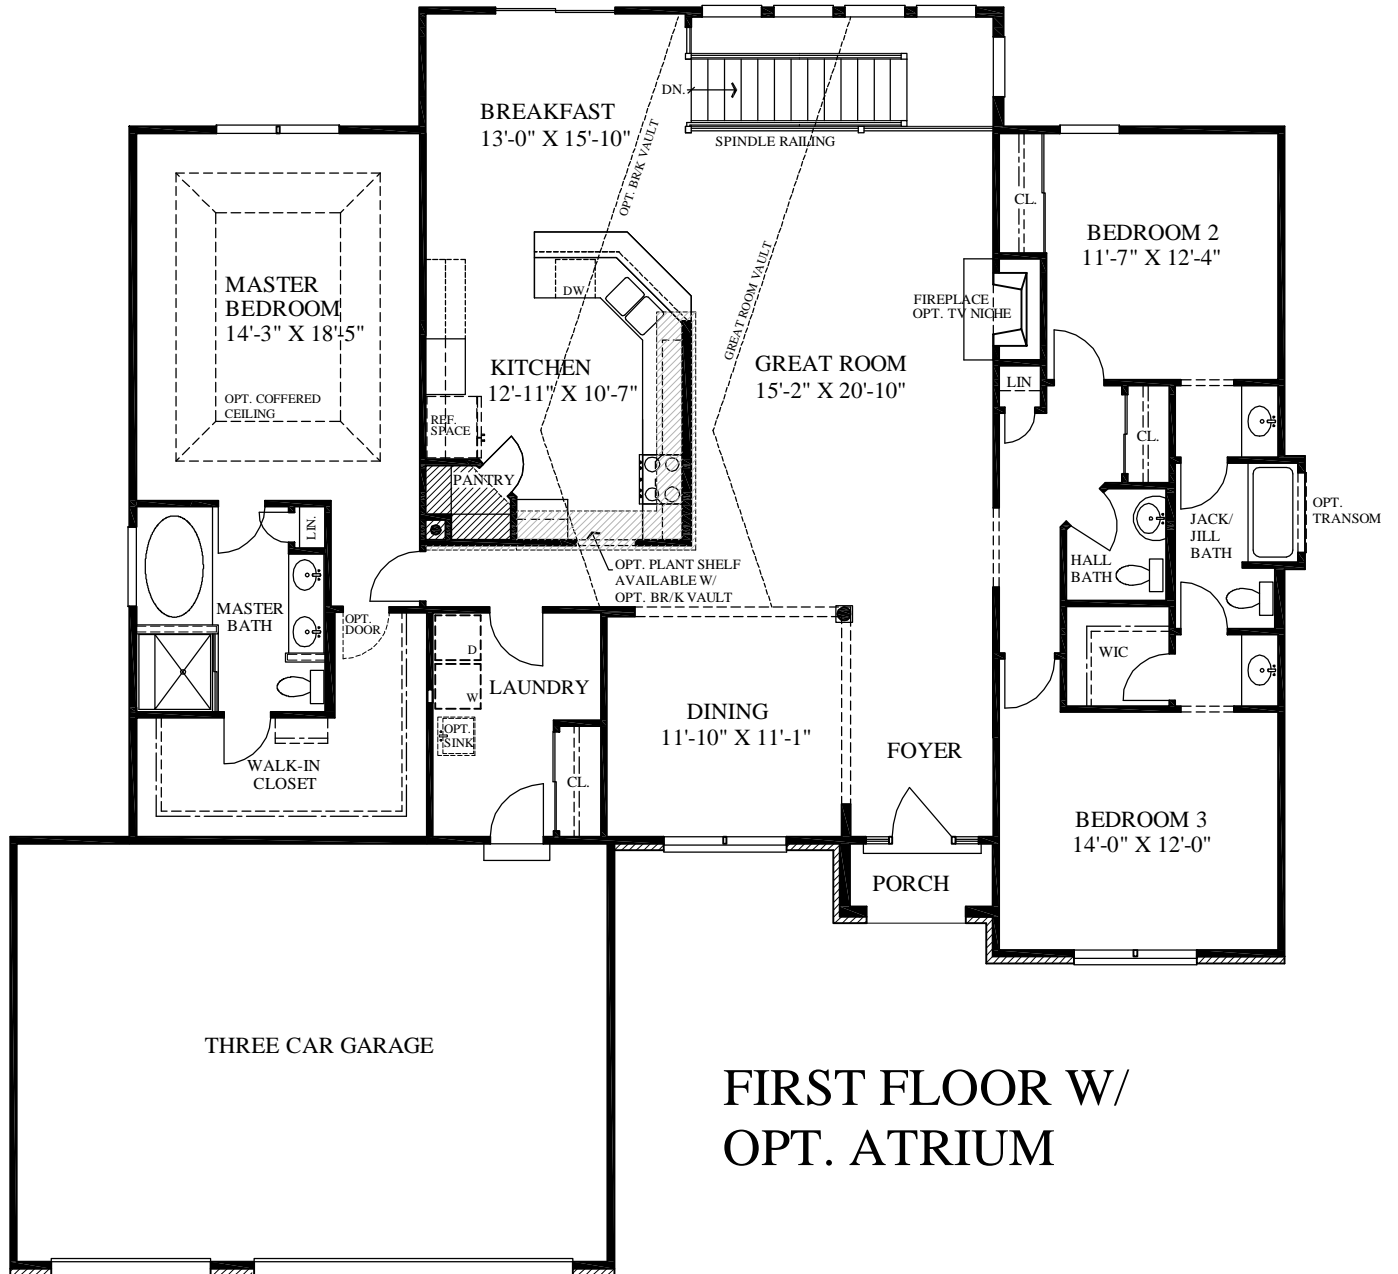 BREAKFAST
13'-0" X 15'-10"
DN.
SPINDLE RAILING
OPT. BR/K VAULT
GREAT ROOM VAULT
CL.
BEDROOM 2
11'-7" X 12'-4"
MASTER
BEDROOM
14'-3" X 18'-5"
OPT. COFFERED
CEILING
DW
FIREPLACE
OPT. TV NICHE
KITCHEN
12'-11" X 10'-7"
GREAT ROOM
15'-2" X 20'-10"
LIN
REF.
SPACE
PANTRY
CL.
LIN.
JACK/
JILL
BATH
OPT.
TRANSOM
HALL
BATH
OPT. PLANT SHELF
AVAILABLE W/
OPT. BR/K VAULT
MASTER
BATH
OPT.
DOOR
D
W
LAUNDRY
WIC
OPT.
SINK
DINING
11'-10" X 11'-1"
FOYER
WALK-IN
CLOSET
CL.
BEDROOM 3
14'-0" X 12'-0"
PORCH
THREE CAR GARAGE
FIRST FLOOR W/
OPT. ATRIUM